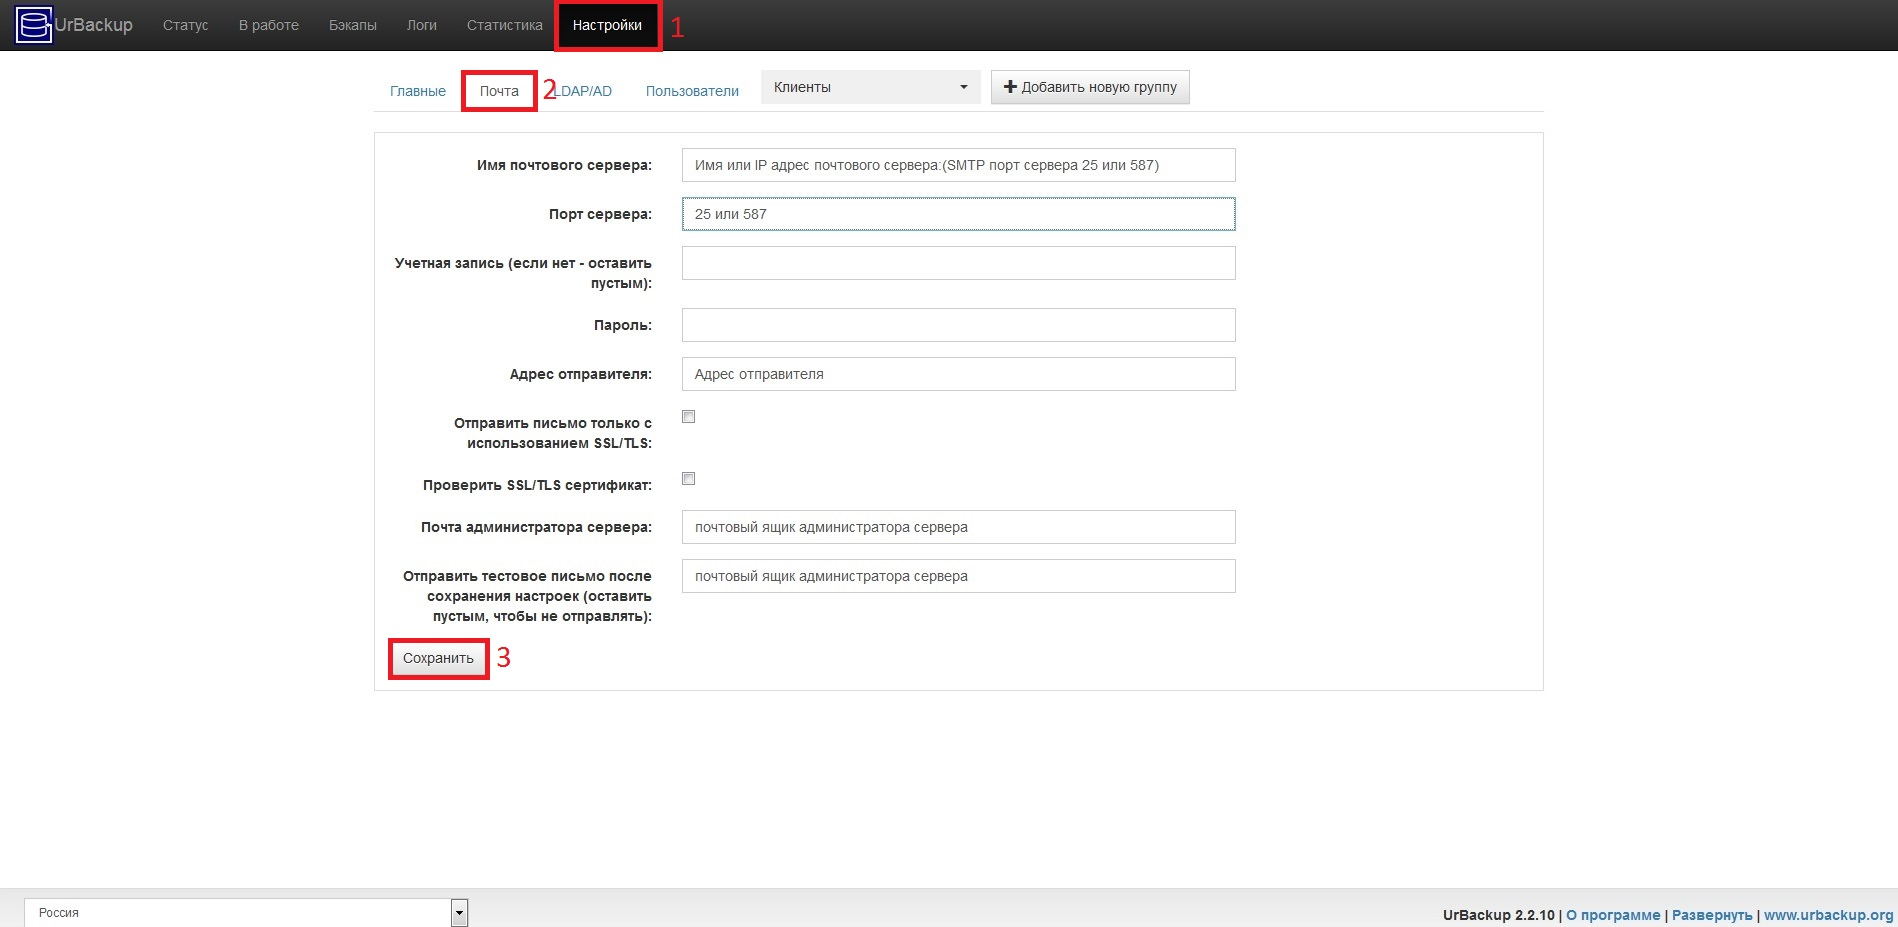 UrBackup Статус В работе Бэкапы Логи Статистика Настройки 1
Главные Почта 2 LDAP/AD Пользователи Клиенты Добавить новую группу
Имя почтового сервера: Имя или IP адрес почтового сервера:(SMTP порт сервера 25 или 587)
Порт сервера: 25 или 587
Учетная запись (если нет - оставить
пустым):
Пароль:
Адрес отправителя: Адрес отправителя
Отправить письмо только с
использованием SSL/TLS:
Проверить SSL/TLS сертификат:
Почта администратора сервера: почтовый ящик администратора сервера
Отправить тестовое письмо после почтовый ящик администратора сервера
сохранения настроек (оставить
пустым, чтобы не отправлять):
Сохранить 3
Россия
UrBackup 2.2.10 | О программе | Развернуть | www.urbackup.org